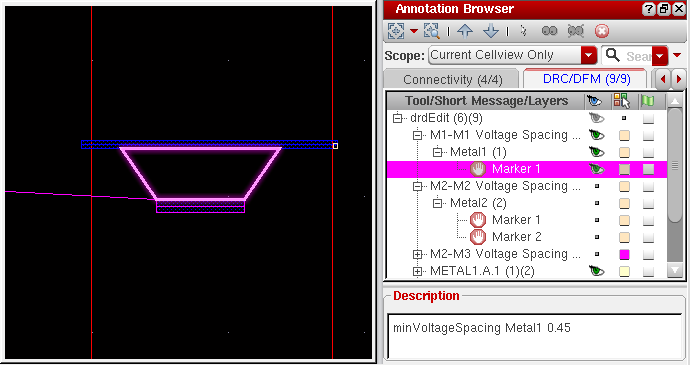 Annotation Browser
Scope: Current Cellview Only
Connectivity (4/4) DRC/DFM (9/9)
Tool/Short Message/Layers
drdEdit (6)(9)
M1-M1 Voltage Spacing ...
Metal1 (1)
Marker 1
M2-M2 Voltage Spacing ...
Metal2 (2)
Marker 1
Marker 2
M2-M3 Voltage Spacing ...
METAL1.A.1 (1)(2)
Description
minVoltageSpacing Metal1 0.45